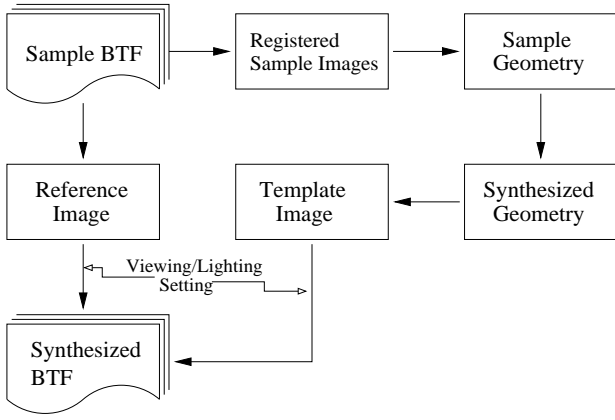 Sample BTF
Registered
Sample Images
Sample
Geometry
Reference
Image
Template
Image
Synthesized
Geometry
Viewing/Lighting
Setting
Synthesized
BTF